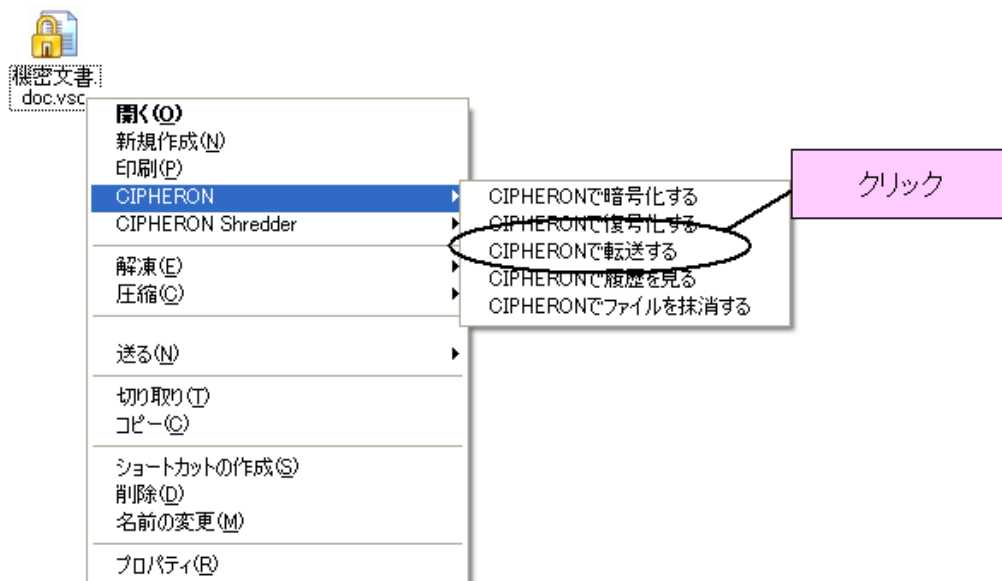 機密文書.
doc.vsc
開く(O)
新規作成(N)
印刷(P)
CIPHERON
CIPHERON Shredder
解凍(E)
圧縮(C)
送る(N)
切り取り(T)
コピー(C)
ショートカットの作成(S)
削除(D)
名前の変更(M)
プロパティ(R)
CIPHERONで暗号化する
CIPHERONで復号化する
CIPHERONで転送する
CIPHERONで履歴を見る
CIPHERONでファイルを抹消する
クリック